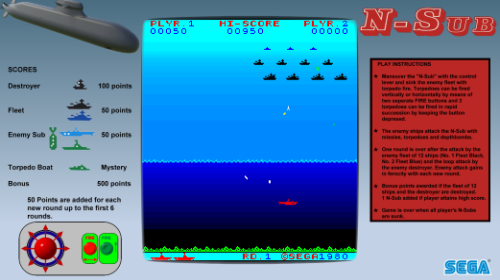 PLYR 1 HI-SCORE PLYR 2
00050 00950 00000
N-SUB
SCORES
Destroyer 100 points
Fleet 50 points
Enemy Sub 50 points
Torpedo Boat Mystery
Bonus 500 points
50 Points are added for each
new round up to the first 6
rounds.
PLAY INSTRUCTIONS
Maneuver the "N-Sub" with the control
lever and sink the enemy fleet with
torpedo fire. Torpedoes can be fired
vertically or horizontally by means of
two separate FIRE buttons and 2
torpedoes can be fired in rapid
succession by keeping the button
depressed.
The enemy ships attack the N-Sub with
missiles, torpedoes and depthbombs.
One round is over after the attack by the
enemy fleet of 12 ships (No. 1 Fleet Black,
No. 2 Fleet Blue) and the loop attack by
the enemy destroyer. Enemy attack gains
in ferocity with each new round.
Bonus points awarded if the fleet of 12
ships and the destroyer are destroyed.
1 N-Sub added if player attains high score.
Game is over when all player's N-Subs
are sunk.
RD.1 ©SEGA1980
SEGA